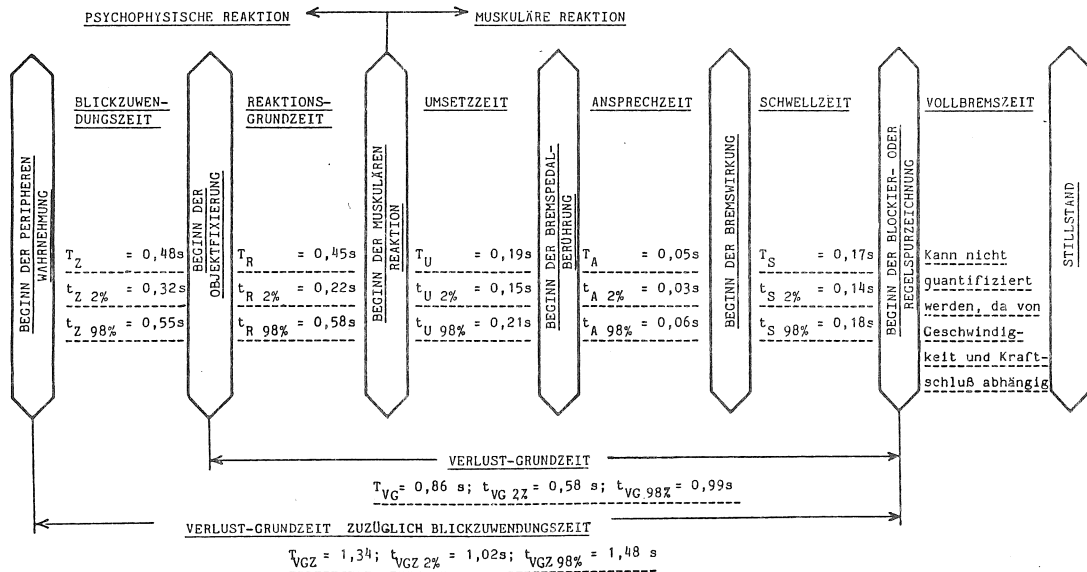 PSYCHOPHYSISCHE REAKTION
MUSKULÄRE REAKTION
BEGINN DER PERIPHEREN
WAHRNEHMUNG
BLICKZUWEN-
DUNGSZEIT
T_Z = 0,48s
t_Z 2% = 0,32s
t_Z 98% = 0,55s
BEGINN DER
OBJEKTFIXIERUNG
REAKTIONS-
GRUNDZEIT
T_R = 0,45s
t_R 2% = 0,22s
t_R 98% = 0,58s
BEGINN DER MUSKULÄREN
REAKTION
UMSETZZEIT
T_U = 0,19s
t_U 2% = 0,15s
t_U 98% = 0,21s
BEGINN DER BREMSPEDAL-
BERÜHRUNG
ANSPRECHZEIT
T_A = 0,05s
t_A 2% = 0,03s
t_A 98% = 0,06s
BEGINN DER BREMSWIRKUNG
SCHWELLZEIT
T_S = 0,17s
t_S 2% = 0,14s
t_S 98% = 0,18s
BEGINN DER BLOCKIER- ODER
REGELSPURZEICHNUNG
VOLLBREMSZEIT
Kann nicht
quantifiziert
werden, da von
Geschwindig-
keit und Kraft-
schluß abhängig
STILLSTAND
VERLUST-GRUNDZEIT
T_VG = 0,86 s; t_VG 2% = 0,58 s; t_VG 98% = 0,99s
VERLUST-GRUNDZEIT ZUZÜGLICH BLICKZUWENDUNGSZEIT
T_VGZ = 1,34; t_VGZ 2% = 1,02s; t_VGZ 98% = 1,48 s